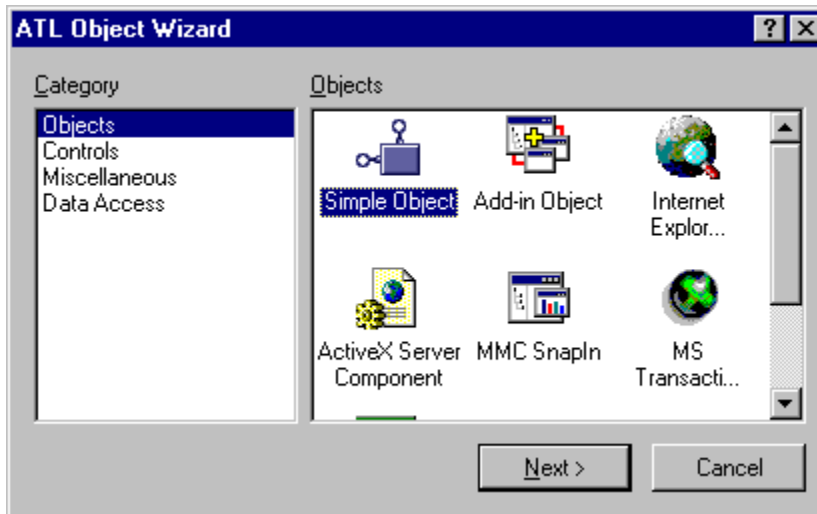 ATL Object Wizard
Category
Objects
Objects
Controls
Miscellaneous
Data Access
Simple Object
Add-in Object
Internet
Explor...
ActiveX Server
Component
MMC SnapIn
MS
Transacti...
Next >
Cancel